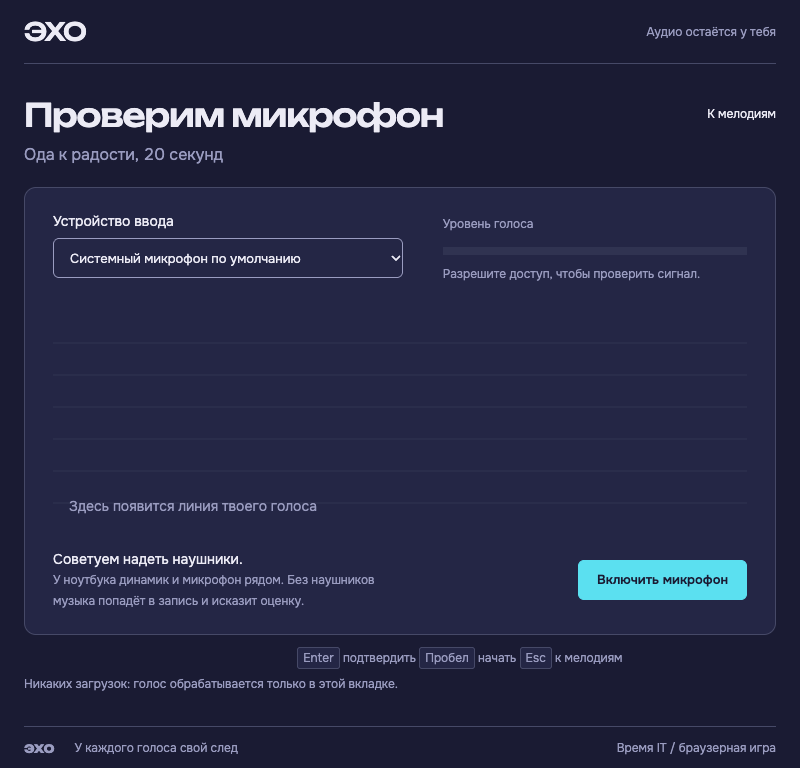 ЭХО
Аудио остаётся у тебя
Проверим микрофон
К мелодиям
Ода к радости, 20 секунд
Устройство ввода
Уровень голоса
Системный микрофон по умолчанию
Разрешите доступ, чтобы проверить сигнал.
Здесь появится линия твоего голоса
Советуем надеть наушники.
У ноутбука динамик и микрофон рядом. Без наушников
музыка попадёт в запись и исказит оценку.
Включить микрофон
Enter подтвердить Пробел начать Esc к мелодиям
Никаких загрузок: голос обрабатывается только в этой вкладке.
ЭХО
У каждого голоса свой след
Время IT / браузерная игра